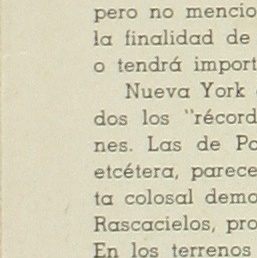 pero no mencio
la finalidad de
o tendrá import
Nueva York
dos los "récord
nes. Las de Po
etcétera, parece
ta colosal demo
Rascacielos, pro
En los terrenos